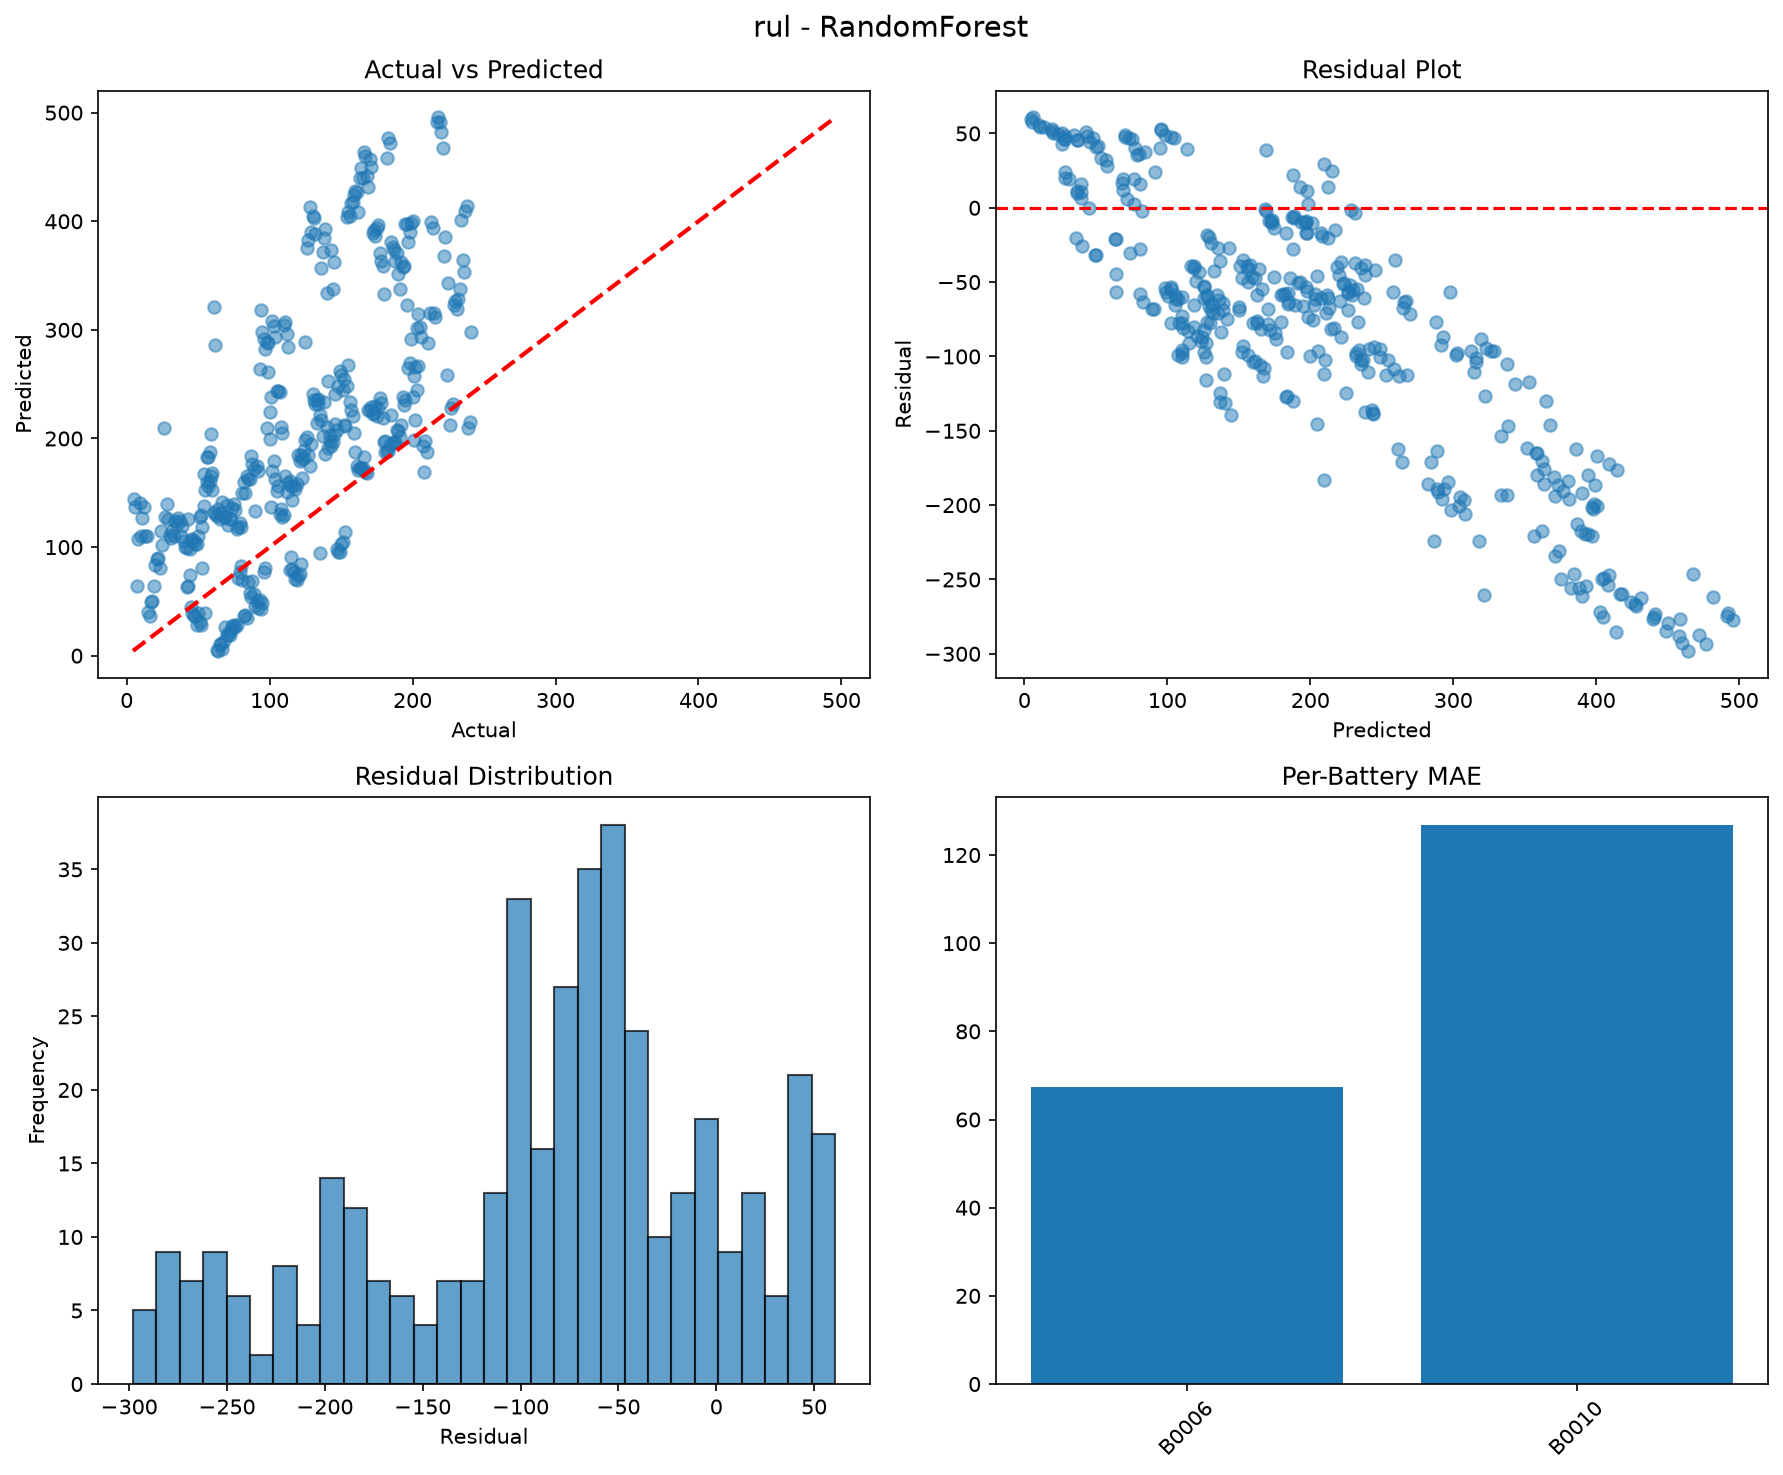 rul - RandomForest
Actual vs Predicted
500
400
300
200
100
0
Predicted
0 100 200 300 400 500
Actual
Residual Plot
50
0
−50
−100
−150
−200
−250
−300
Residual
0 100 200 300 400 500
Predicted
Residual Distribution
35
30
25
20
15
10
5
0
Frequency
−300 −250 −200 −150 −100 −50 0 50
Residual
Per-Battery MAE
120
100
80
60
40
20
0
B0006 B0010